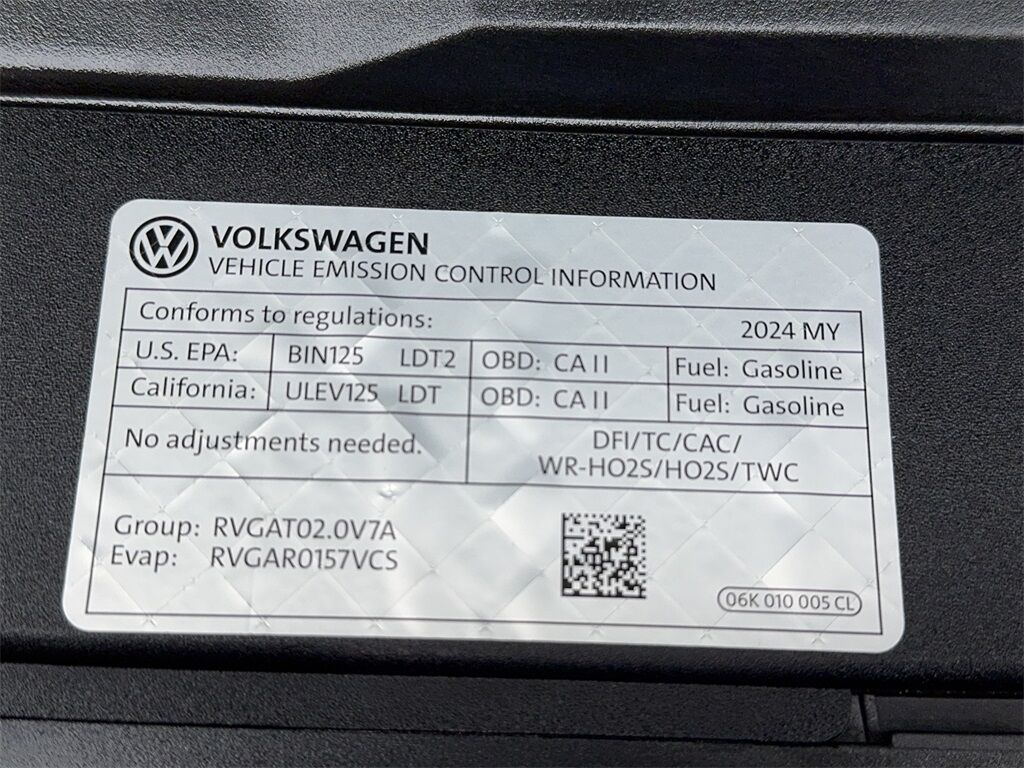 VOLKSWAGEN
VEHICLE EMISSION CONTROL INFORMATION
Conforms to regulations: 2024 MY
U.S. EPA: BIN125 LDT2 OBD: CA II Fuel: Gasoline
California: ULEV125 LDT OBD: CA II Fuel: Gasoline
No adjustments needed.
DFI/TC/CAC/
WR-HO2S/HO2S/TWC
Group: RVGAT02.0V7A
Evap: RVGAR0157VCS
06K 010 005 CL